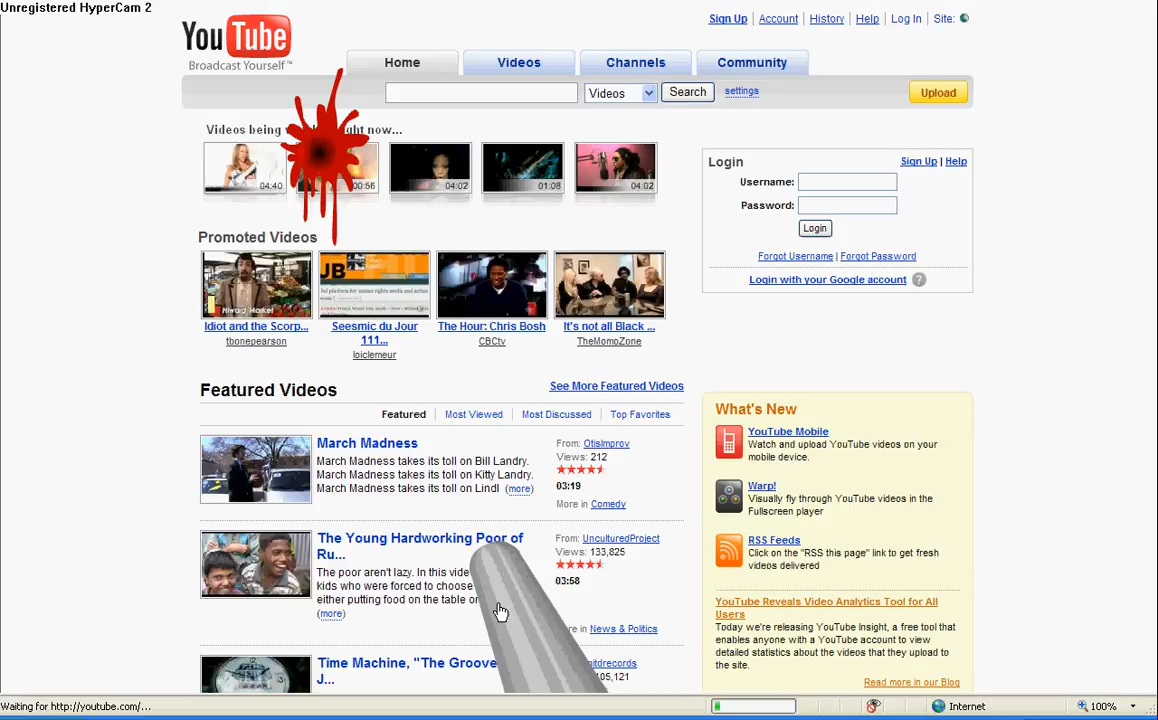 Unregistered HyperCam 2
Sign Up | Account | History | Help | Log In | Site:
You Tube
Broadcast Yourself™
Home Videos Channels Community
Videos Search settings Upload
Videos being right now...
04:40 00:56 04:02 01:08 04:02
Login Sign Up | Help
Username:
Password:
Login
Forgot Username | Forgot Password
Login with your Google account ?
Promoted Videos
Idiot and the Scorp...
tbonepearson
Seesmic du Jour
111...
loiclemeur
The Hour: Chris Bosh
CBCtv
It's not all Black ...
TheMomoZone
Featured Videos See More Featured Videos
Featured | Most Viewed | Most Discussed | Top Favorites
March Madness
March Madness takes its toll on Bill Landry.
March Madness takes its toll on Kitty Landry.
March Madness takes its toll on Lindl (more)
From: OtisImprov
Views: 212
03:19
More in Comedy
The Young Hardworking Poor of
Ru...
The poor aren't lazy. In this vide
kids who were forced to choose
either putting food on the table or
(more)
From: UnculturedProject
Views: 133,825
03:58
in News & Politics
Time Machine, "The Groove
J...
What's New
YouTube Mobile
Watch and upload YouTube videos on your
mobile device.
Warp!
Visually fly through YouTube videos in the
Fullscreen player
RSS Feeds
Click on the "RSS this page" link to get fresh
videos delivered
YouTube Reveals Video Analytics Tool for All
Users
Today we're releasing YouTube Insight, a free tool that
enables anyone with a YouTube account to view
detailed statistics about the videos that they upload to
the site.
Read more in our Blog
Waiting for http://youtube.com/... Internet 100%